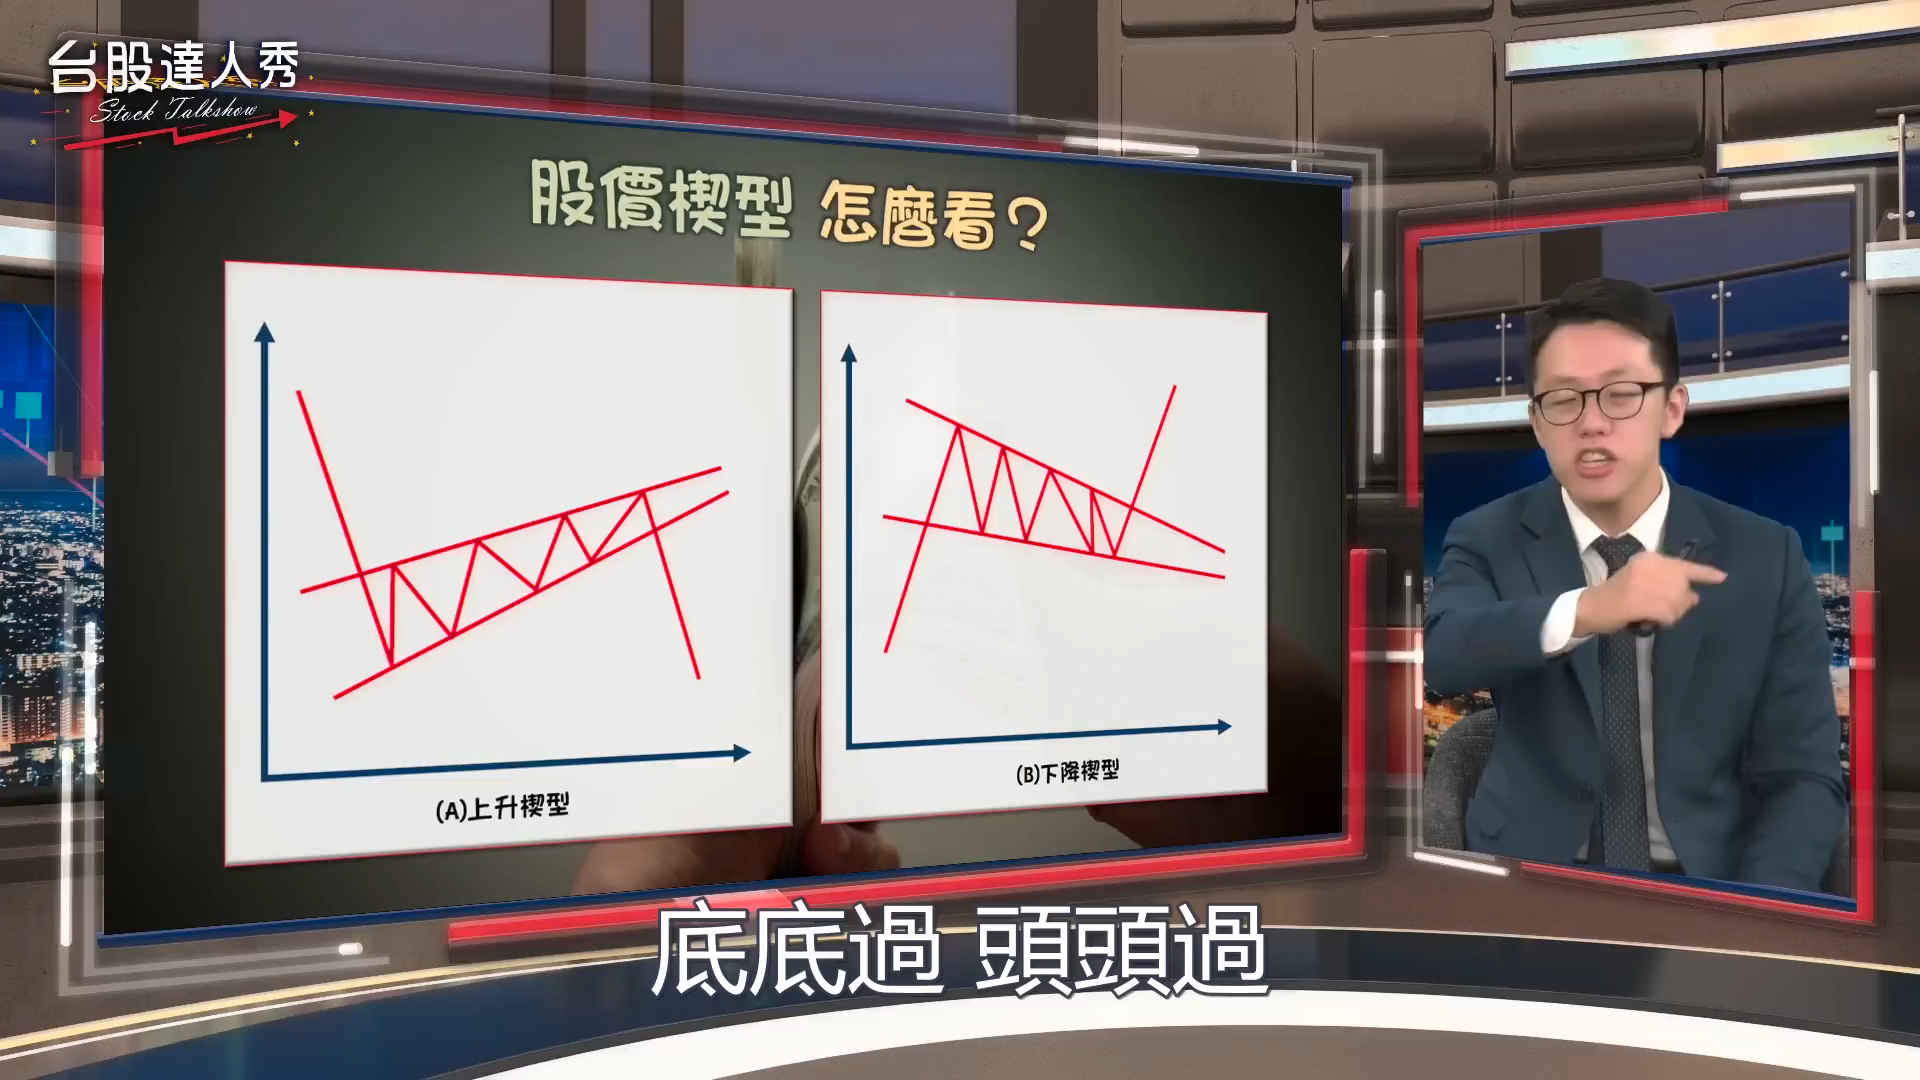 台股達人秀
Stock Talkshow
股價楔型 怎麼看?
(A)上升楔型
(B)下降楔型
底底過 頭頭過